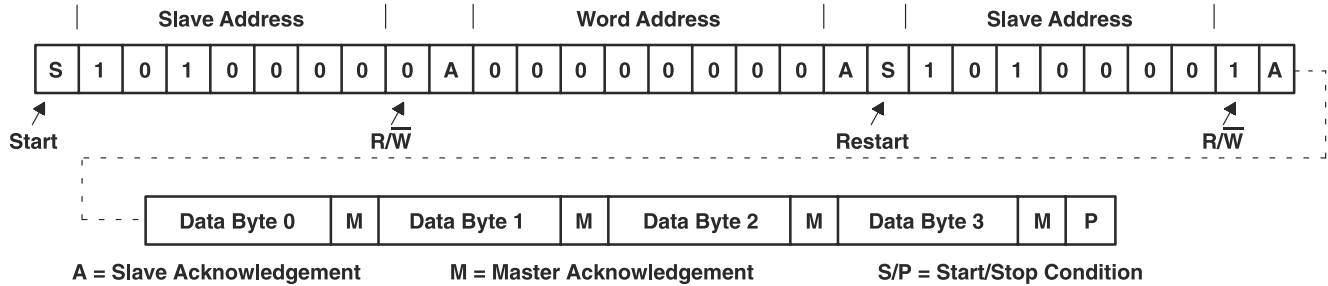 Slave Address Word Address Slave Address
S 1 0 1 0 0 0 0 0 A 0 0 0 0 0 0 0 0 A S 1 0 1 0 0 0 0 1 A
Start R/W̅ Restart R/W̅
Data Byte 0 M Data Byte 1 M Data Byte 2 M Data Byte 3 M P
A = Slave Acknowledgement M = Master Acknowledgement S/P = Start/Stop Condition